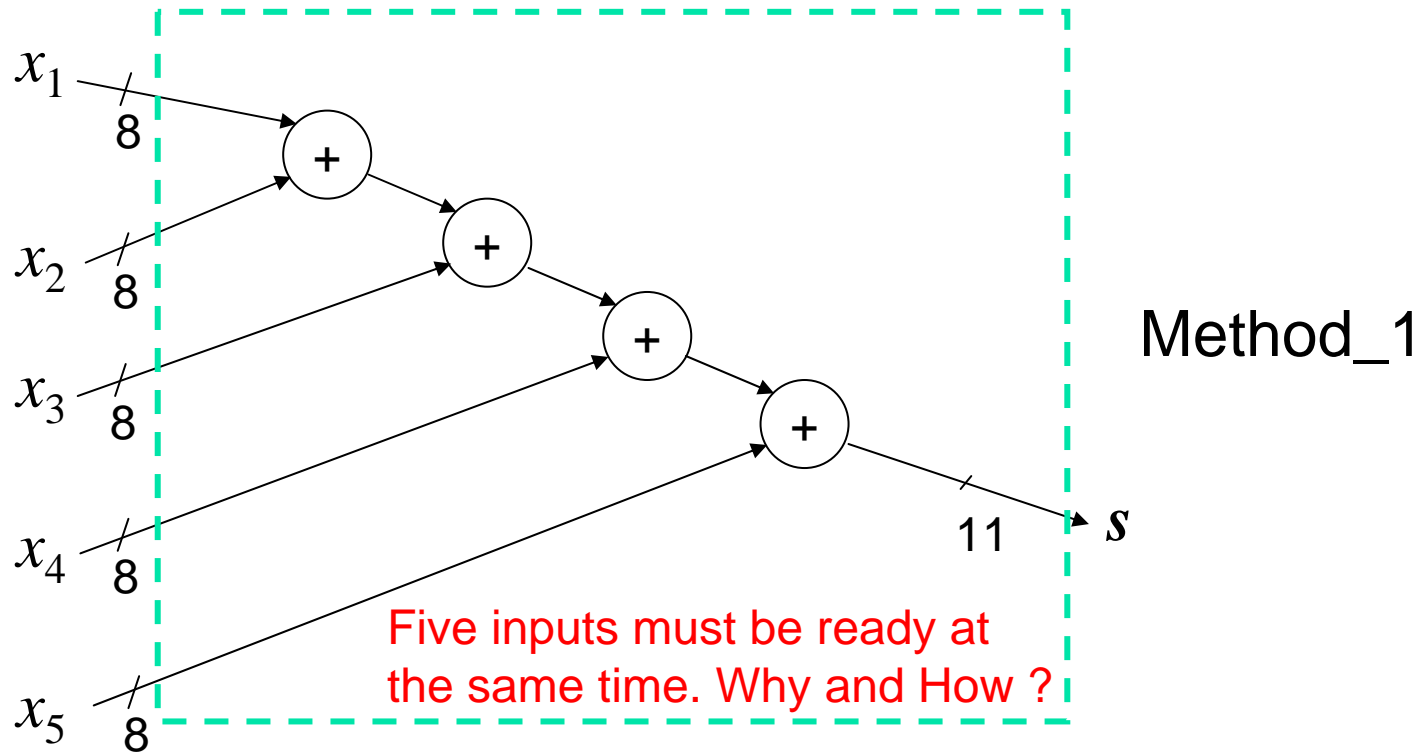 x1
8
+
x2
8
+
x3
8
+
Method_1
+
x4
8
11
s
Five inputs must be ready at
the same time. Why and How ?
x5
8